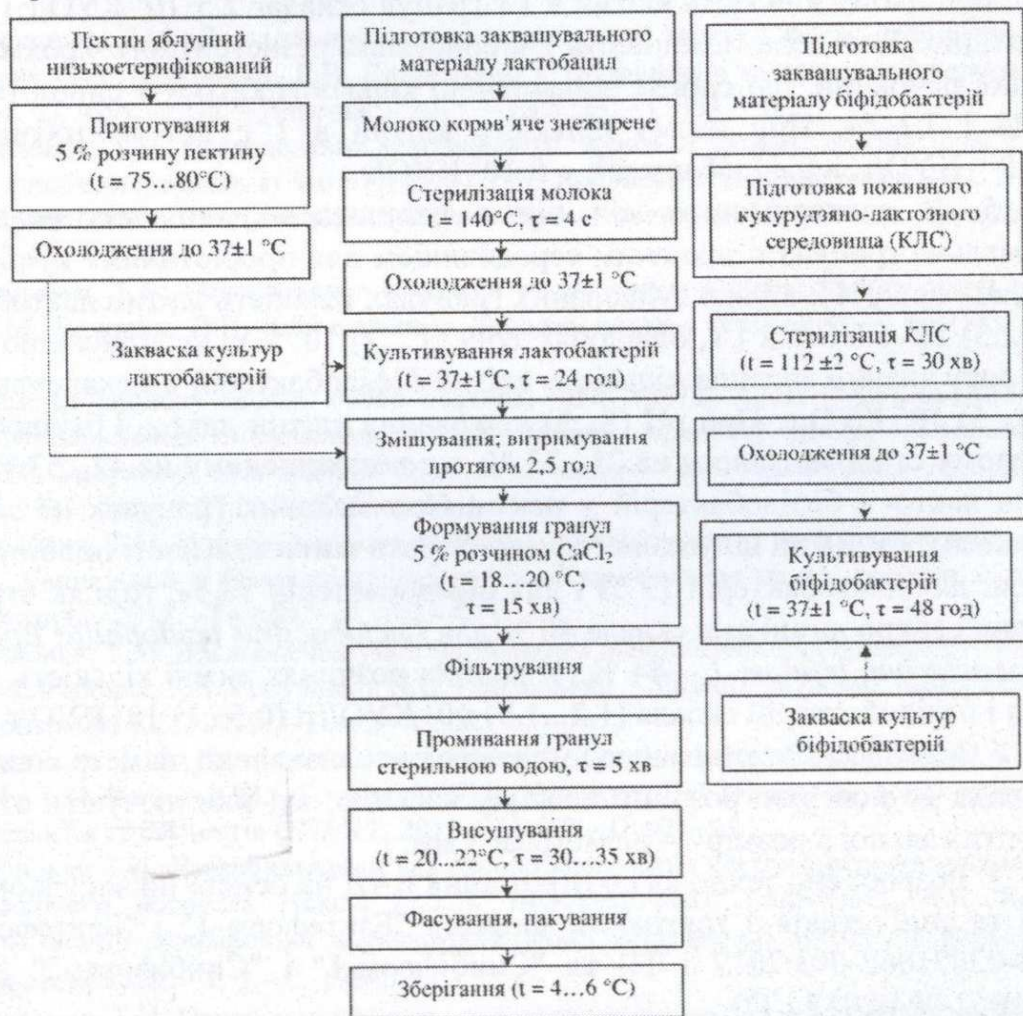 Пектин яблучний
низькоетерифікований
Приготування
5 % розчину пектину
(t = 75...80°C)
Охолодження до 37±1 °C
Підготовка заквашувального
матеріалу лактобацил
Молоко коров'яче знежирене
Стерилізація молока
t = 140°C, τ = 4 с
Охолодження до 37±1 °C
Закваска культур
лактобактерій
Культивування лактобактерій
(t = 37±1°C, τ = 24 год)
Змішування; витримування
протягом 2,5 год
Формування гранул
5 % розчином CaCl₂
(t = 18...20 °C,
τ = 15 хв)
Фільтрування
Промивання гранул
стерильною водою, τ = 5 хв
Висушування
(t = 20...22°C, τ = 30...35 хв)
Фасування, пакування
Зберігання (t = 4...6 °C)
Підготовка
заквашувального
матеріалу біфідобактерій
Підготовка поживного
кукурудзяно-лактозного
середовища (КЛС)
Стерилізація КЛС
(t = 112 ±2 °C, τ = 30 хв)
Охолодження до 37±1 °C
Культивування
біфідобактерій
(t = 37±1 °C, τ = 48 год)
Закваска культур
біфідобактерій